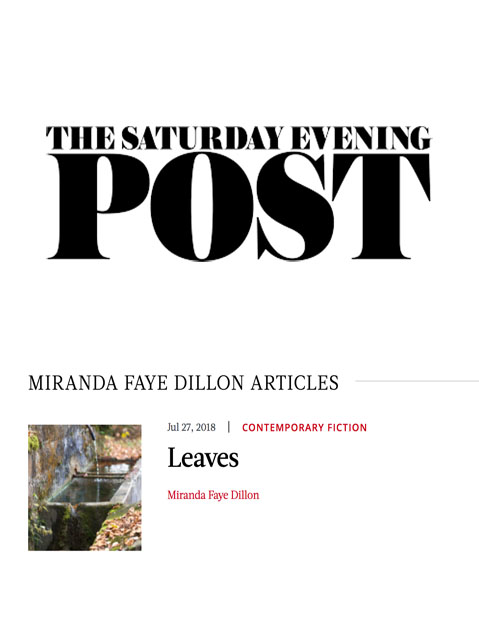 THE SATURDAY EVENING
POST
MIRANDA FAYE DILLON ARTICLES
Jul 27, 2018 | CONTEMPORARY FICTION
Leaves
Miranda Faye Dillon